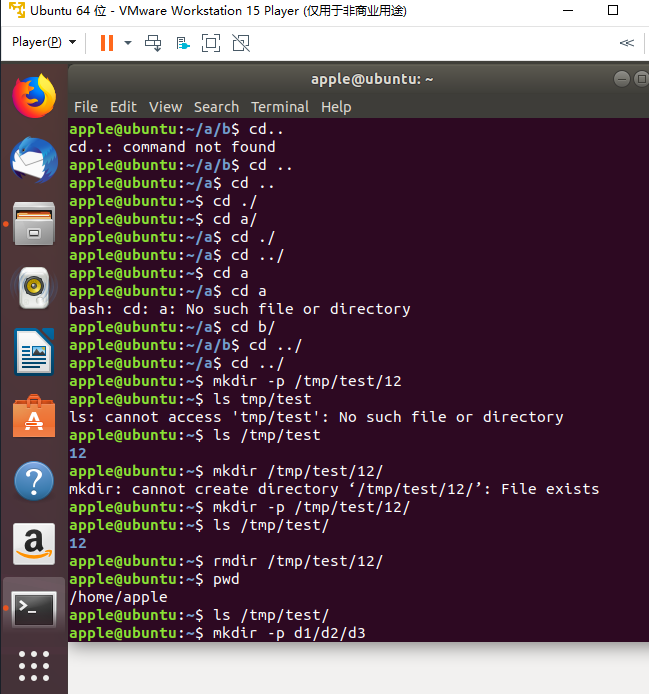 Ubuntu 64 位 - VMware Workstation 15 Player (仅用于非商业用途)
Player(P)
apple@ubuntu: ~
File Edit View Search Terminal Help
apple@ubuntu:~/a/b$ cd..
cd..: command not found
apple@ubuntu:~/a/b$ cd ..
apple@ubuntu:~/a$ cd ..
apple@ubuntu:~$ cd ./
apple@ubuntu:~$ cd a/
apple@ubuntu:~/a$ cd ./
apple@ubuntu:~/a$ cd ../
apple@ubuntu:~$ cd a
apple@ubuntu:~/a$ cd a
bash: cd: a: No such file or directory
apple@ubuntu:~/a$ cd b/
apple@ubuntu:~/a/b$ cd ../
apple@ubuntu:~/a$ cd ../
apple@ubuntu:~$ mkdir -p /tmp/test/12
apple@ubuntu:~$ ls tmp/test
ls: cannot access 'tmp/test': No such file or directory
apple@ubuntu:~$ ls /tmp/test
12
apple@ubuntu:~$ mkdir /tmp/test/12/
mkdir: cannot create directory ‘/tmp/test/12/’: File exists
apple@ubuntu:~$ mkdir -p /tmp/test/12/
apple@ubuntu:~$ ls /tmp/test/
12
apple@ubuntu:~$ rmdir /tmp/test/12/
apple@ubuntu:~$ pwd
/home/apple
apple@ubuntu:~$ ls /tmp/test/
apple@ubuntu:~$ mkdir -p d1/d2/d3